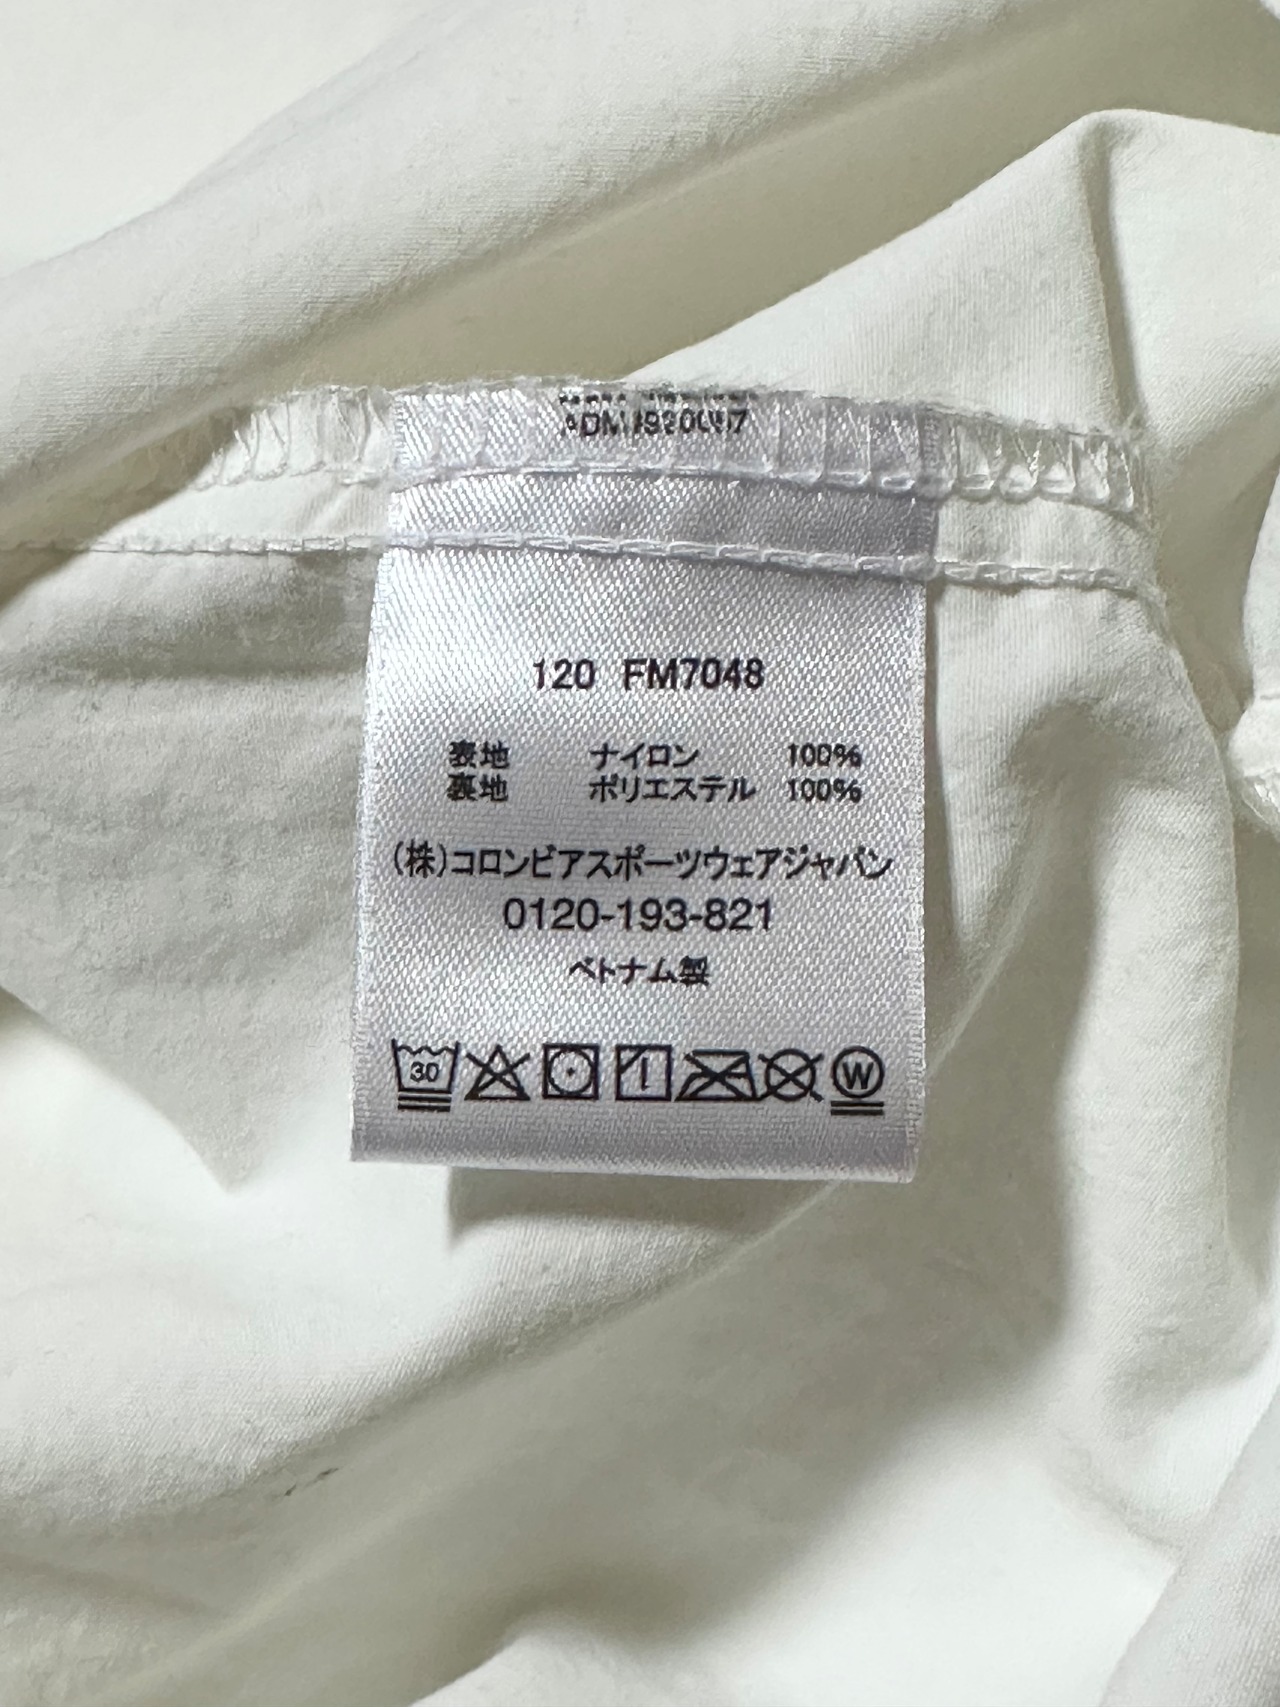 120 FM7048
表地 ナイロン 100%
裏地 ポリエステル 100%
(株)コロンビアスポーツウェアジャパン
0120-193-821
ベトナム製
30
W